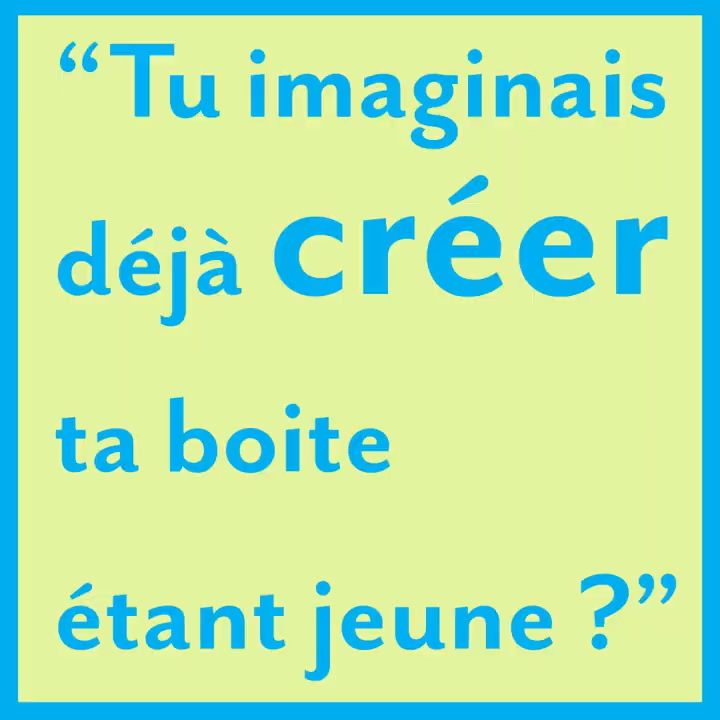 “Tu imaginais
déjà créer
ta boite
étant jeune ?”